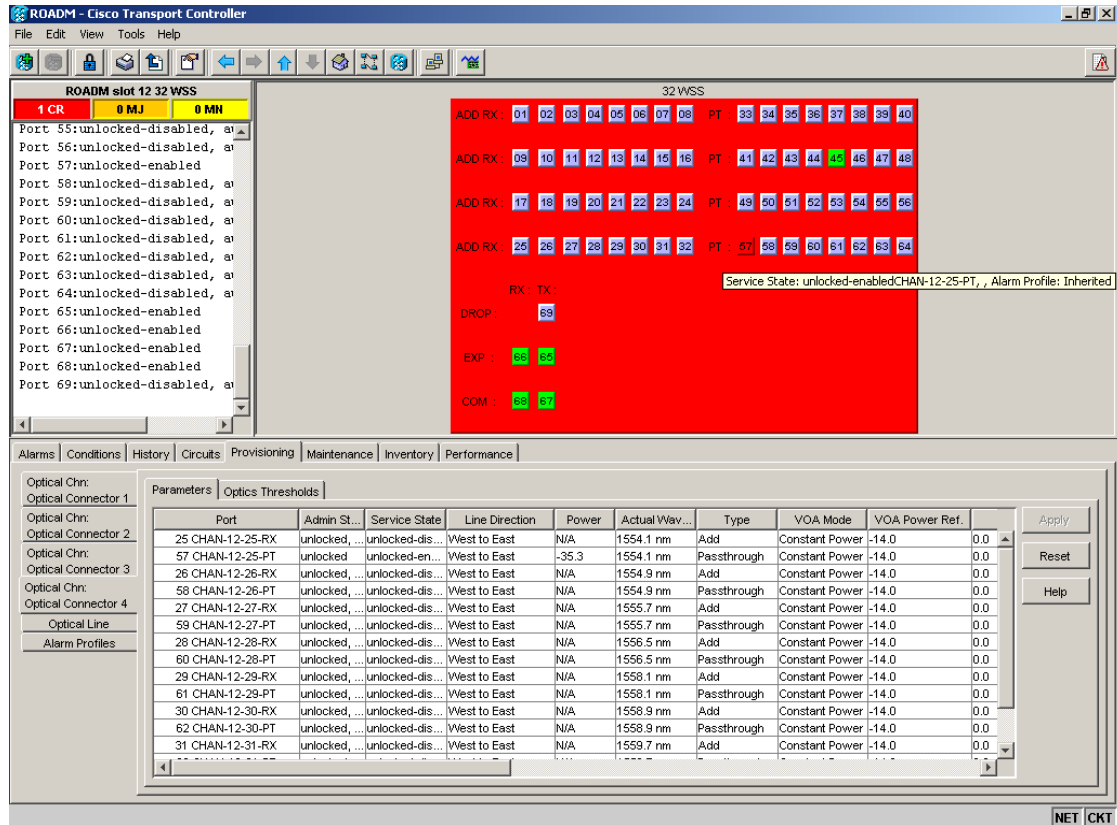 ROADM - Cisco Transport Controller
File Edit View Tools Help
ROADM slot 12 32 WSS
1 CR 0 MJ 0 MN
Port 55:unlocked-disabled, au
Port 56:unlocked-disabled, au
Port 57:unlocked-enabled
Port 58:unlocked-disabled, au
Port 59:unlocked-disabled, au
Port 60:unlocked-disabled, au
Port 61:unlocked-disabled, au
Port 62:unlocked-disabled, au
Port 63:unlocked-disabled, au
Port 64:unlocked-disabled, au
Port 65:unlocked-enabled
Port 66:unlocked-enabled
Port 67:unlocked-enabled
Port 68:unlocked-enabled
Port 69:unlocked-disabled, au
32 WSS
ADD RX : 01 02 03 04 05 06 07 08 PT : 33 34 35 36 37 38 39 40
ADD RX : 09 10 11 12 13 14 15 16 PT : 41 42 43 44 45 46 47 48
ADD RX : 17 18 19 20 21 22 23 24 PT : 49 50 51 52 53 54 55 56
ADD RX : 25 26 27 28 29 30 31 32 PT : 57 58 59 60 61 62 63 64
Service State: unlocked-enabledCHAN-12-25-PT, , Alarm Profile: Inherited
RX : TX :
DROP : 69
EXP : 66 65
COM : 68 67
Alarms Conditions History Circuits Provisioning Maintenance Inventory Performance
Optical Chn:
Optical Connector 1
Optical Chn:
Optical Connector 2
Optical Chn:
Optical Connector 3
Optical Chn:
Optical Connector 4
Optical Line
Alarm Profiles
Parameters Optics Thresholds
Port Admin St... Service State Line Direction Power Actual Wav... Type VOA Mode VOA Power Ref.
25 CHAN-12-25-RX unlocked, ... unlocked-dis... West to East N/A 1554.1 nm Add Constant Power -14.0 0.0
57 CHAN-12-25-PT unlocked unlocked-en... West to East -35.3 1554.1 nm Passthrough Constant Power -14.0 0.0
26 CHAN-12-26-RX unlocked, ... unlocked-dis... West to East N/A 1554.9 nm Add Constant Power -14.0 0.0
58 CHAN-12-26-PT unlocked, ... unlocked-dis... West to East N/A 1554.9 nm Passthrough Constant Power -14.0 0.0
27 CHAN-12-27-RX unlocked, ... unlocked-dis... West to East N/A 1555.7 nm Add Constant Power -14.0 0.0
59 CHAN-12-27-PT unlocked, ... unlocked-dis... West to East N/A 1555.7 nm Passthrough Constant Power -14.0 0.0
28 CHAN-12-28-RX unlocked, ... unlocked-dis... West to East N/A 1556.5 nm Add Constant Power -14.0 0.0
60 CHAN-12-28-PT unlocked, ... unlocked-dis... West to East N/A 1556.5 nm Passthrough Constant Power -14.0 0.0
29 CHAN-12-29-RX unlocked, ... unlocked-dis... West to East N/A 1558.1 nm Add Constant Power -14.0 0.0
61 CHAN-12-29-PT unlocked, ... unlocked-dis... West to East N/A 1558.1 nm Passthrough Constant Power -14.0 0.0
30 CHAN-12-30-RX unlocked, ... unlocked-dis... West to East N/A 1558.9 nm Add Constant Power -14.0 0.0
62 CHAN-12-30-PT unlocked, ... unlocked-dis... West to East N/A 1558.9 nm Passthrough Constant Power -14.0 0.0
31 CHAN-12-31-RX unlocked, ... unlocked-dis... West to East N/A 1559.7 nm Add Constant Power -14.0 0.0
Apply
Reset
Help
NET CKT